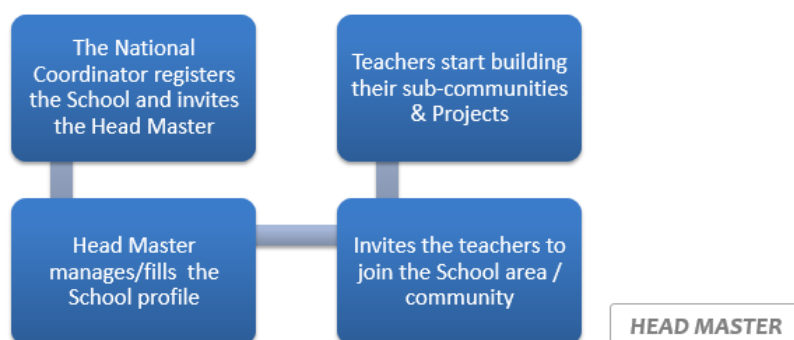 The National
Coordinator registers
the School and invites
the Head Master
Head Master
manages/fills the
School profile
Invites the teachers to
join the School area /
community
Teachers start building
their sub-communities
& Projects
HEAD MASTER